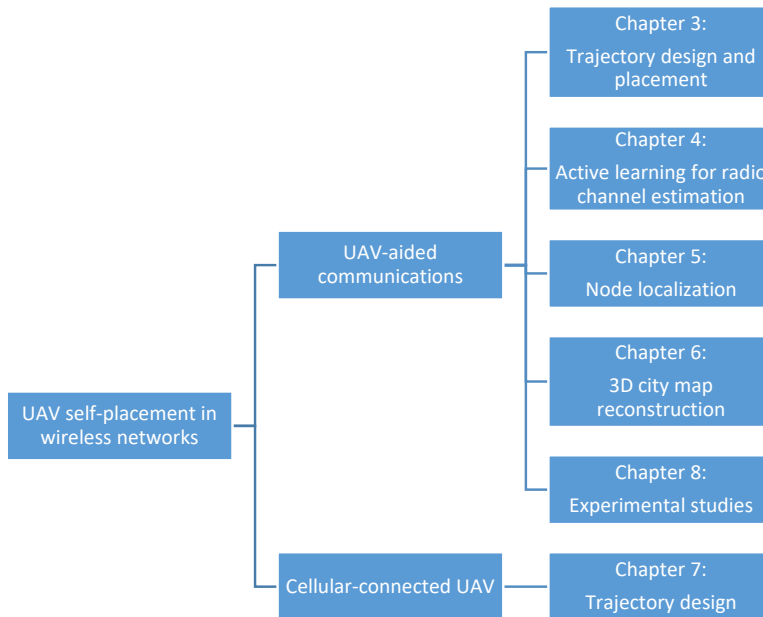 UAV self-placement in
wireless networks
UAV-aided
communications
Chapter 3:
Trajectory design and
placement
Chapter 4:
Active learning for radio
channel estimation
Chapter 5:
Node localization
Chapter 6:
3D city map
reconstruction
Chapter 8:
Experimental studies
Cellular-connected UAV
Chapter 7:
Trajectory design